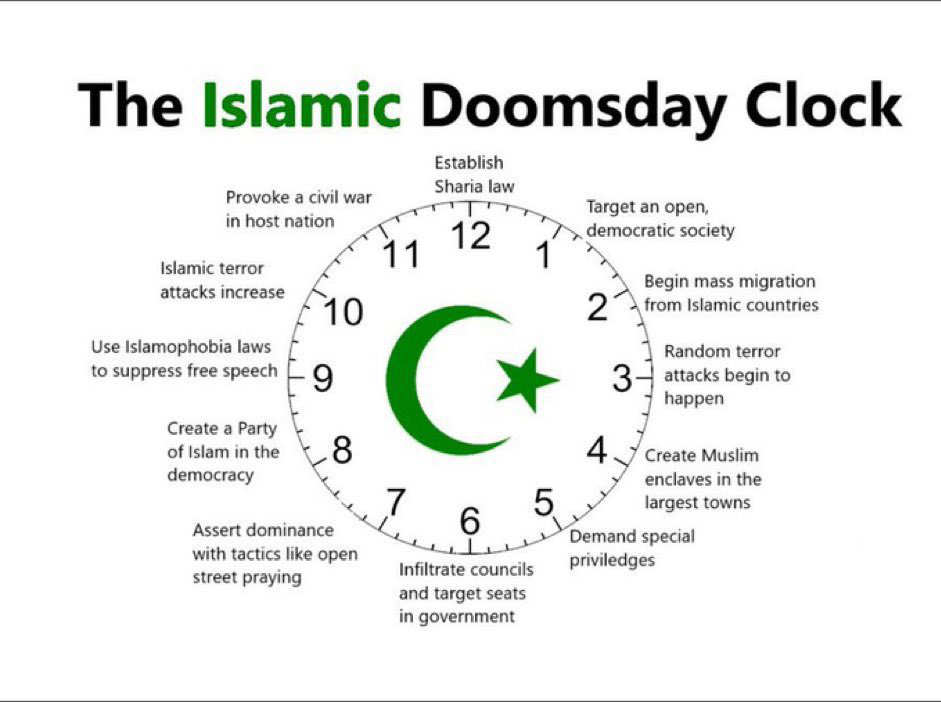 The Islamic Doomsday Clock
Establish
Sharia law
Target an open,
democratic society
Begin mass migration
from Islamic countries
Random terror
attacks begin to
happen
Create Muslim
enclaves in the
largest towns
Demand special
priviledges
Infiltrate councils
and target seats
in government
Assert dominance
with tactics like open
street praying
Create a Party
of Islam in the
democracy
Use Islamophobia laws
to suppress free speech
Islamic terror
attacks increase
Provoke a civil war
in host nation
12
1
2
3
4
5
6
7
8
9
10
11